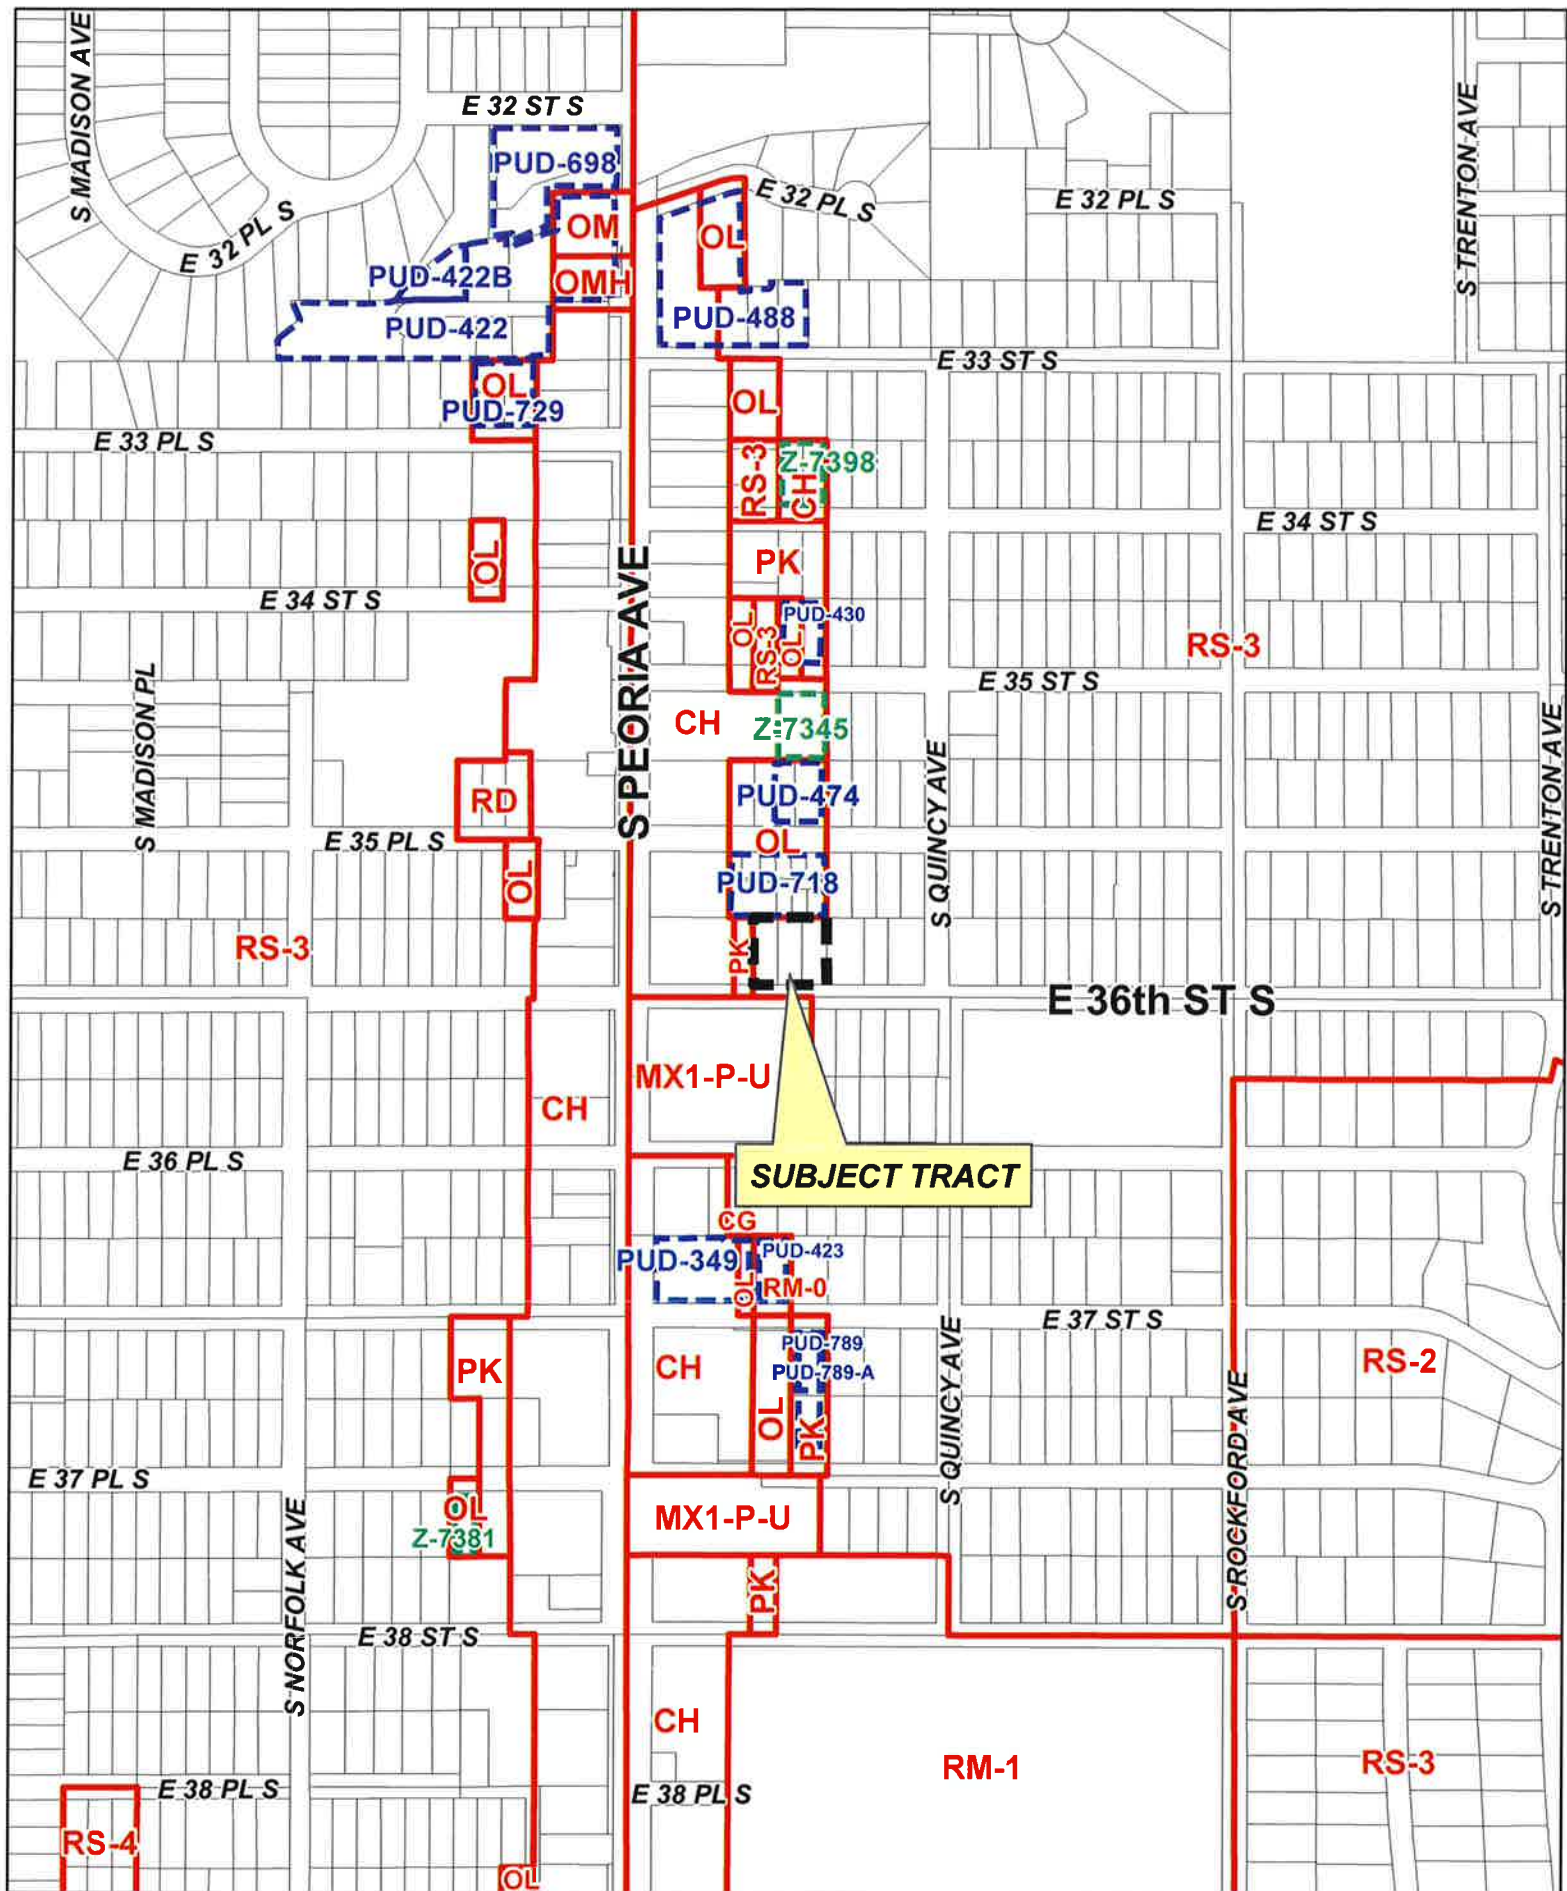 S MADISON AVE
E 32 ST S
S TRENTON AVE
PUD-698
E 32 PL S
E 32 PL S
E 32 PL S
OM
OL
PUD-422B
OMH
PUD-422
PUD-488
E 33 ST S
OL
PUD-729
OL
E 33 PL S
RS-3
Z-7398
CH
E 34 ST S
OL
PK
E 34 ST S
S PEORIA AVE
OL
RS-3
PUD-430
OL
RS-3
E 35 ST S
S MADISON PL
CH
Z-7345
S QUINCY AVE
S TRENTON AVE
RD
PUD-474
E 35 PL S
OL
OL
PUD-718
RS-3
PK
E 36th ST S
MX1-P-U
CH
E 36 PL S
SUBJECT TRACT
CG
PUD-349
PUD-423
OL
RM-0
E 37 ST S
PUD-789
PK
CH
PUD-789-A
RS-2
OL
PK
S QUINCY AVE
S ROCKFORD AVE
E 37 PL S
OL
Z-7381
MX1-P-U
S NORFOLK AVE
PK
E 38 ST S
CH
RM-1
RS-3
E 38 PL S
E 38 PL S
RS-4
OL